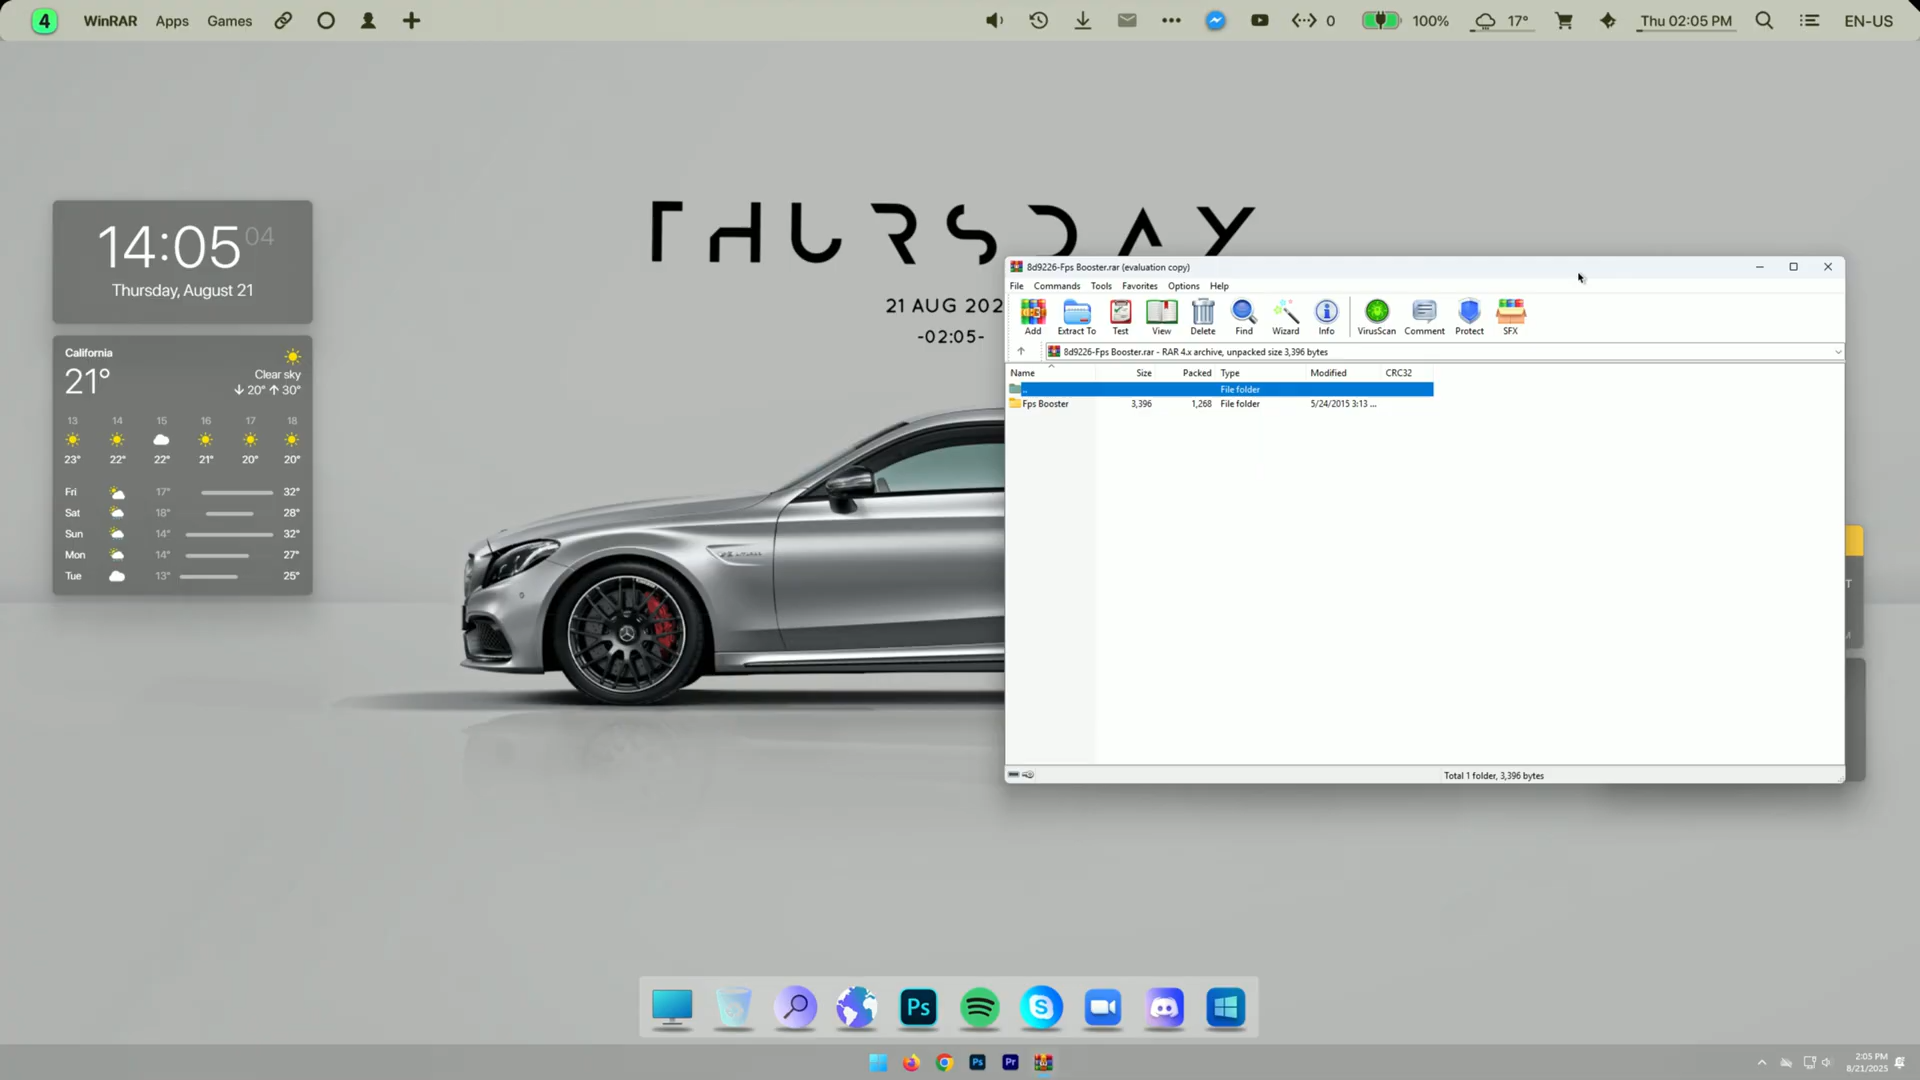 4 WinRAR Apps Games 0 100% 17° Thu 02:05 PM EN-US
14:05 04
Thursday, August 21
California
21°
Clear sky
↓ 20° ↑ 30°
13 14 15 16 17 18
23° 22° 22° 21° 20° 20°
Fri 17° 32°
Sat 18° 28°
Sun 14° 32°
Mon 14° 27°
Tue 13° 25°
THURSDAY
21 AUG 202
-02:05-
8d9226-Fps Booster.rar (evaluation copy)
File Commands Tools Favorites Options Help
Add Extract To Test View Delete Find Wizard Info VirusScan Comment Protect SFX
8d9226-Fps Booster.rar - RAR 4.x archive, unpacked size 3,396 bytes
Name Size Packed Type Modified CRC32
.. File folder
Fps Booster 3,396 1,268 File folder 5/24/2015 3:13 ...
Total 1 folder, 3,396 bytes
T
M
Ps
Ps Pr
2:05 PM
8/21/2025